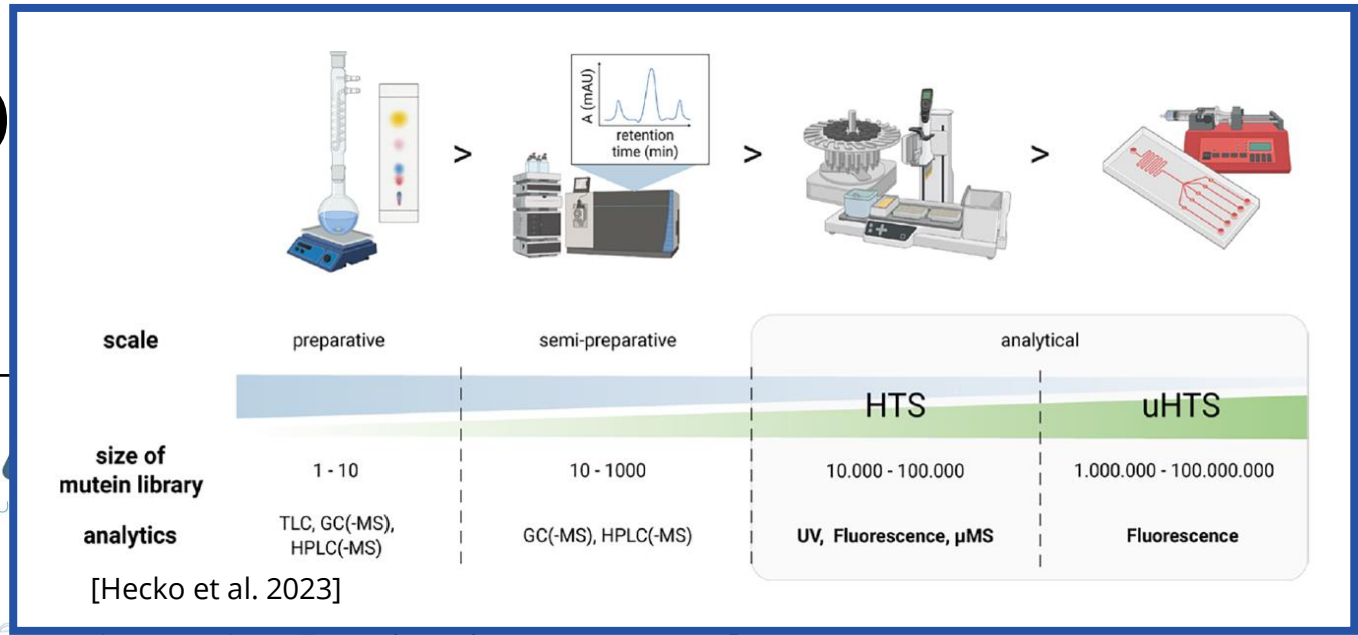 A (mAU)
retention
time (min)
>
>
>
scale
preparative
semi-preparative
analytical
HTS
uHTS
size of
mutein library
1 - 10
10 - 1000
10.000 - 100.000
1.000.000 - 100.000.000
analytics
TLC, GC(-MS),
HPLC(-MS)
GC(-MS), HPLC(-MS)
UV, Fluorescence, µMS
Fluorescence
[Hecko et al. 2023]